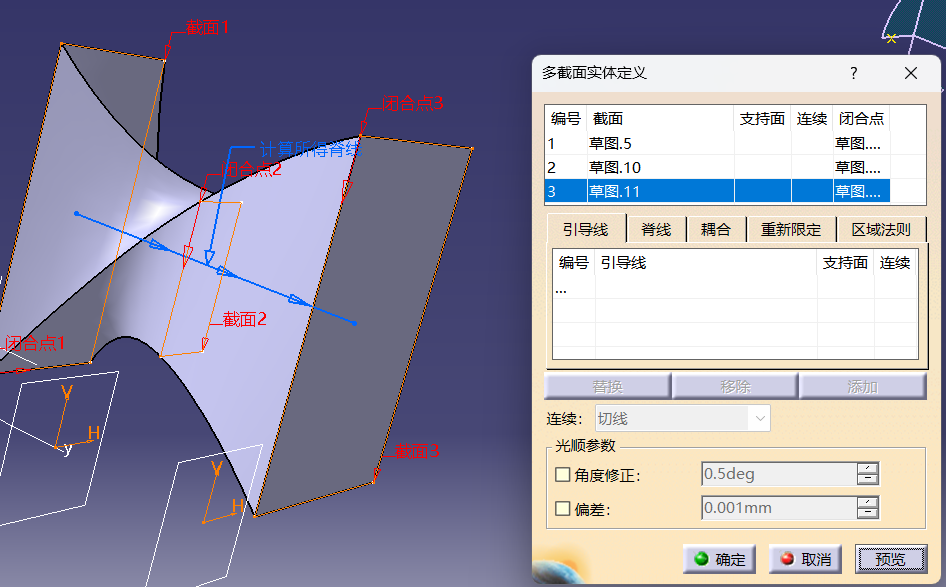 截面1
闭合点3
计算所得脊线
闭合点2
截面2
闭合点1
截面3
V
H
y
V
H
多截面实体定义
?
编号 截面 支持面 连续 闭合点
1 草图.5 草图....
2 草图.10 草图....
3 草图.11 草图....
引导线 脊线 耦合 重新限定 区域法则
编号 引导线 支持面 连续
...
替换 移除 添加
连续: 切线
光顺参数
角度修正: 0.5deg
偏差: 0.001mm
确定 取消 预览